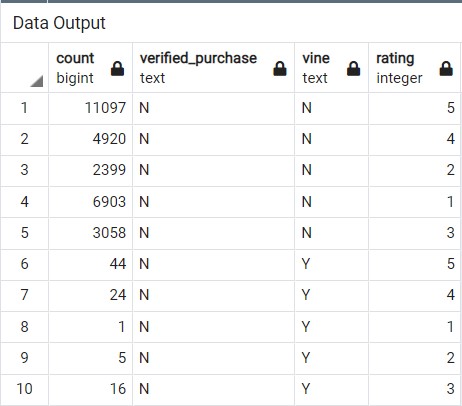 Data Output
count verified_purchase vine rating
bigint text text integer
1 11097 N N 5
2 4920 N N 4
3 2399 N N 2
4 6903 N N 1
5 3058 N N 3
6 44 N Y 5
7 24 N Y 4
8 1 N Y 1
9 5 N Y 2
10 16 N Y 3